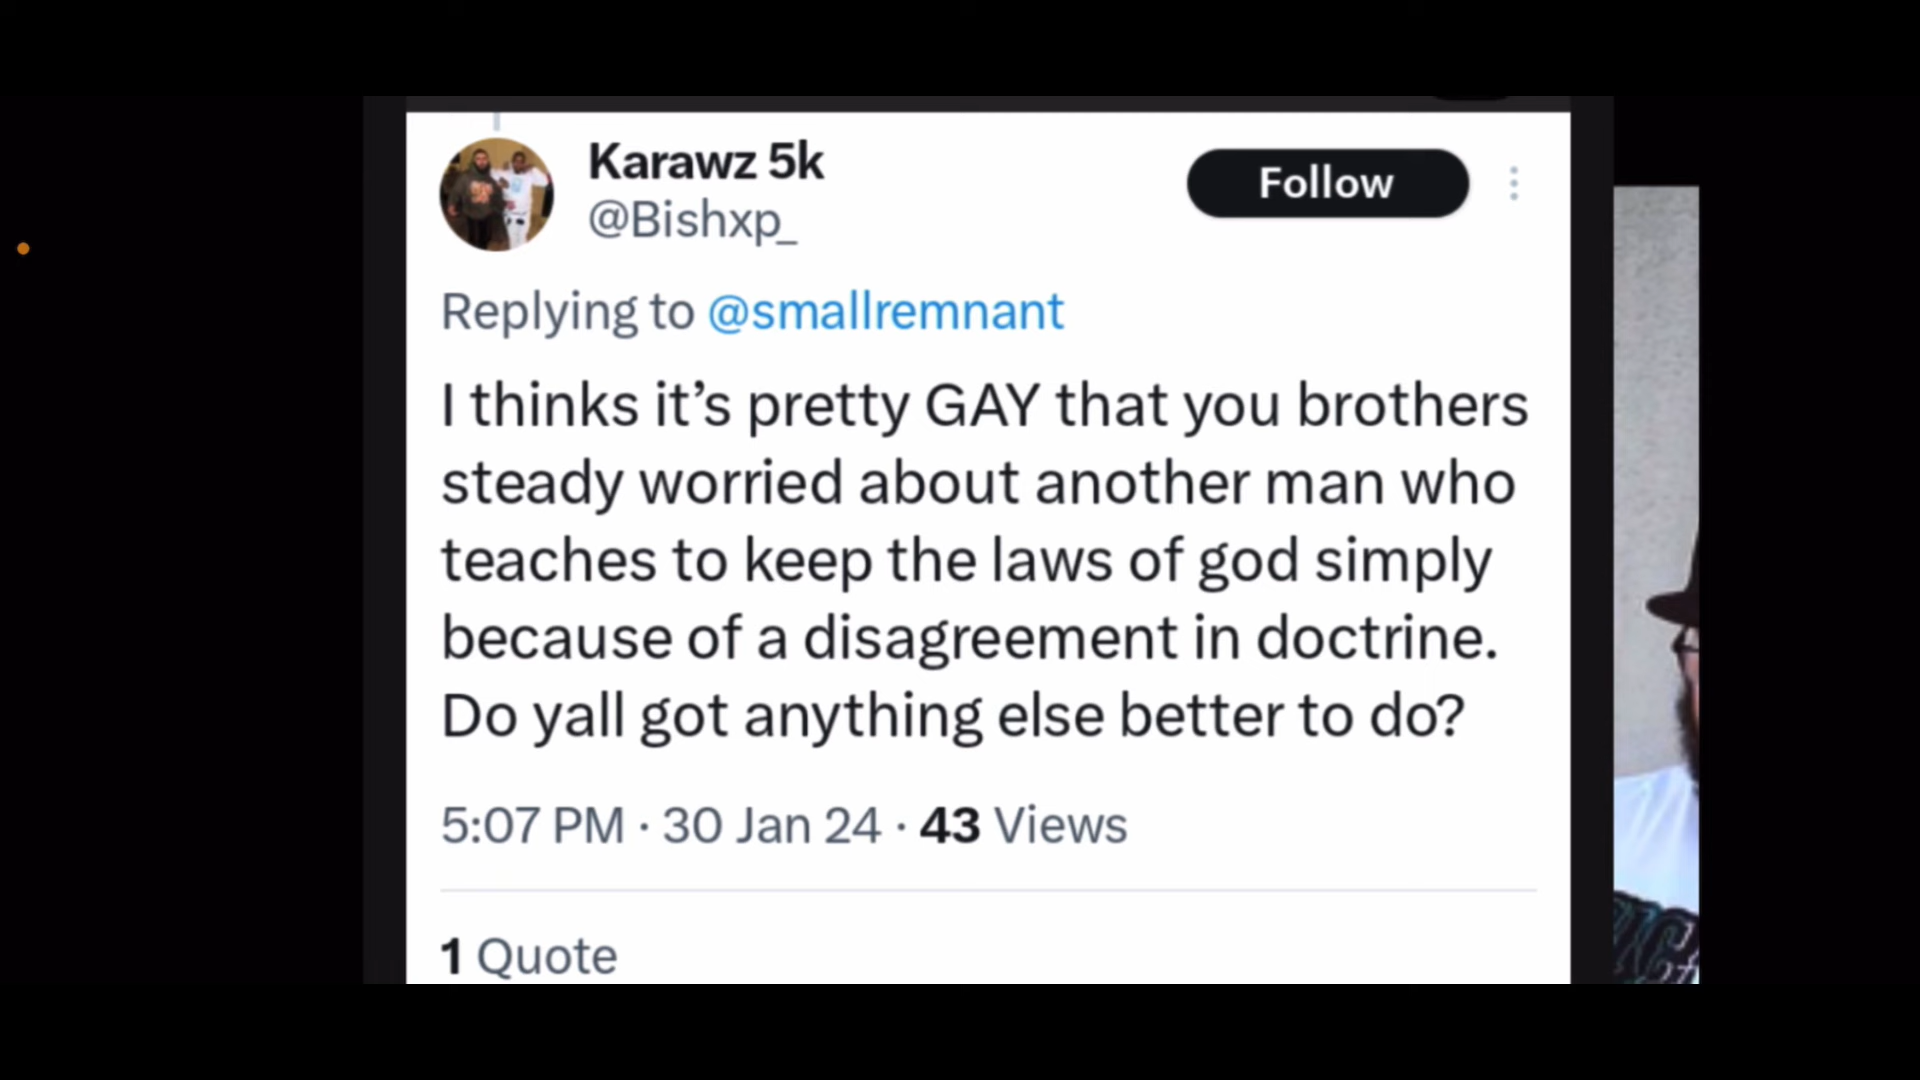 Karawz 5k
Follow
@Bishxp_
Replying to @smallremnant
I thinks it’s pretty GAY that you brothers
steady worried about another man who
teaches to keep the laws of god simply
because of a disagreement in doctrine.
Do yall got anything else better to do?
5:07 PM · 30 Jan 24 · 43 Views
1 Quote